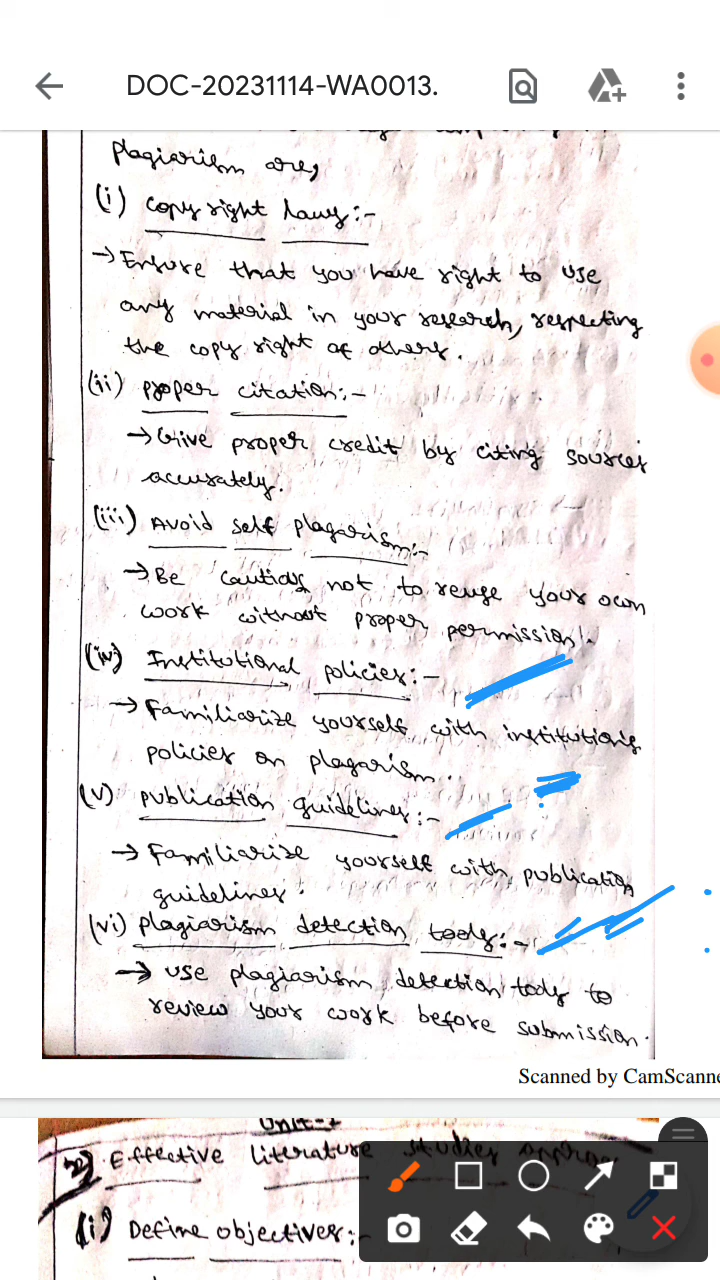 DOC-20231114-WA0013.
plagiarism are,
(i) copy right laws:-
→ Ensure that you have right to use
any material in your research, respecting
the copy right of others.
(ii) proper citation:-
→ Give proper credit by citing sources
accurately.
(iii) Avoid self plagarism:-
→ Be cautious not to reuse your own
work without proper permission.
(iv) Institutional policies:-
→ Familiarize yourself with institutions
policies on plagarism.
(v) publication guidelines:-
→ Familiarize yourself with publication
guidelines.
(vi) plagiarism detection tools:-
→ use plagiarism detection tools to
review your work before submission.
Scanned by CamScanne
Unit-
Effective literature studies
(i) Define objectives:-